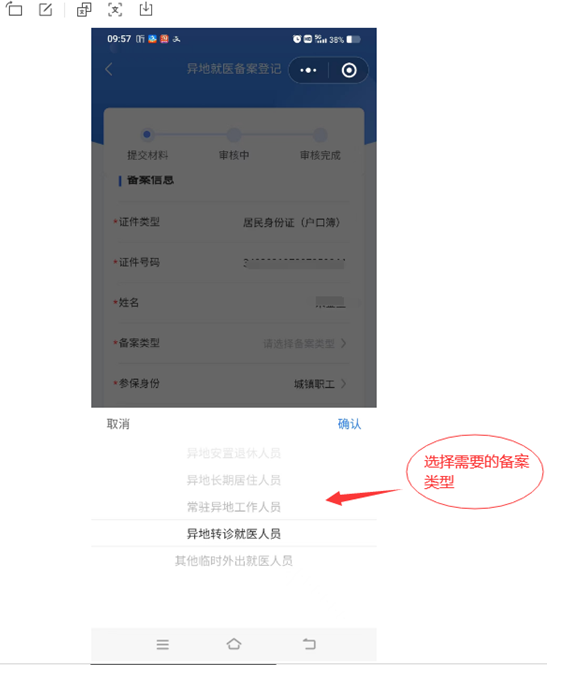 09:57
38%
异地就医备案登记
提交材料
审核中
审核完成
备案信息
*证件类型 居民身份证（户口簿）
*证件号码
*姓名
*备案类型 请选择备案类型
*参保身份 城镇职工
取消 确认
异地安置退休人员
异地长期居住人员
常驻异地工作人员
异地转诊就医人员
其他临时外出就医人员
选择需要的备案
类型